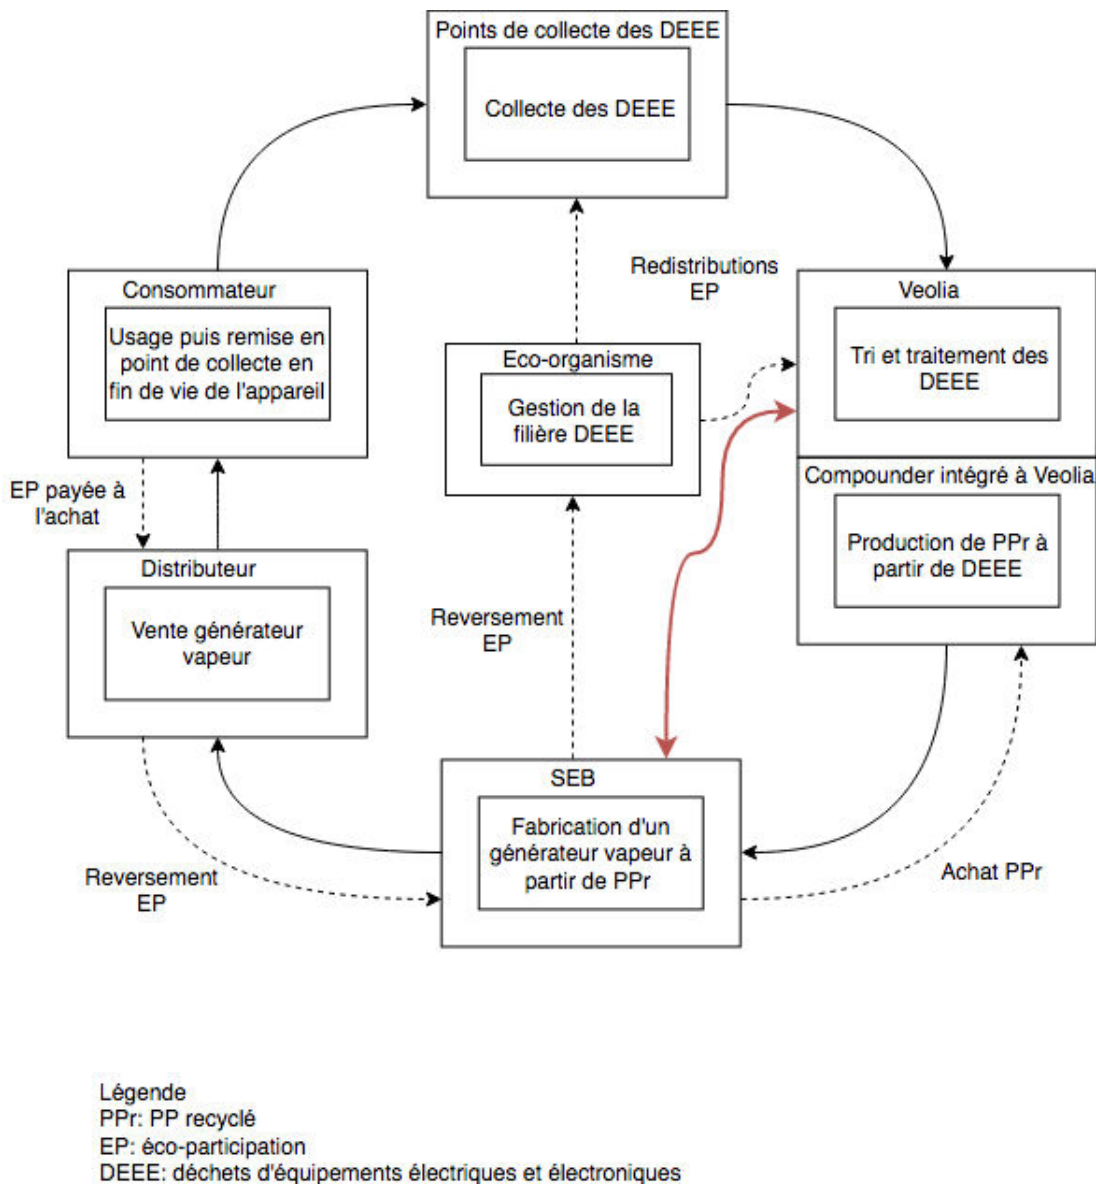 Points de collecte des DEEE
Collecte des DEEE
Redistributions
EP
Consommateur
Usage puis remise en
point de collecte en
fin de vie de l'appareil
Veolia
Tri et traitement des
DEEE
Eco-organisme
Gestion de la
filière DEEE
EP payée à
l'achat
Compounder intégré à Veolia
Production de PPr à
partir de DEEE
Distributeur
Vente générateur
vapeur
Reversement
EP
SEB
Fabrication d'un
générateur vapeur à
partir de PPr
Reversement
EP
Achat PPr
Légende
PPr: PP recyclé
EP: éco-participation
DEEE: déchets d'équipements électriques et électroniques